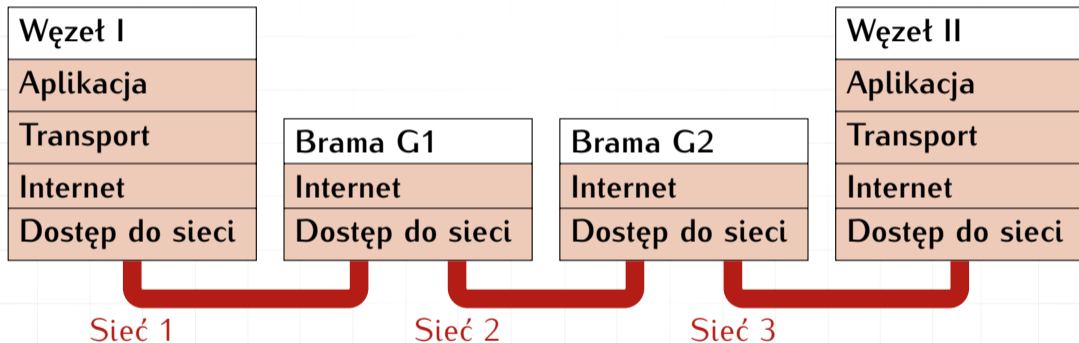 Węzeł I
Aplikacja
Transport
Internet
Dostęp do sieci
Brama G1
Internet
Dostęp do sieci
Brama G2
Internet
Dostęp do sieci
Węzeł II
Aplikacja
Transport
Internet
Dostęp do sieci
Sieć 1
Sieć 2
Sieć 3